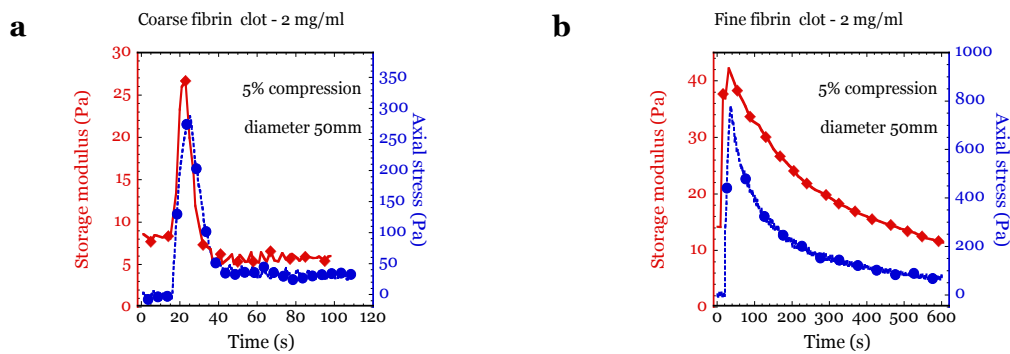 a
Coarse fibrin clot - 2 mg/ml
Storage modulus (Pa)
30
25
20
15
10
5
0
5% compression
diameter 50mm
350
300
250
200
150
100
50
0
Axial stress (Pa)
0 20 40 60 80 100 120
Time (s)
b
Fine fibrin clot - 2 mg/ml
Storage modulus (Pa)
40
30
20
10
0
5% compression
diameter 50mm
1000
800
600
400
200
0
Axial stress (Pa)
0 100 200 300 400 500 600
Time (s)